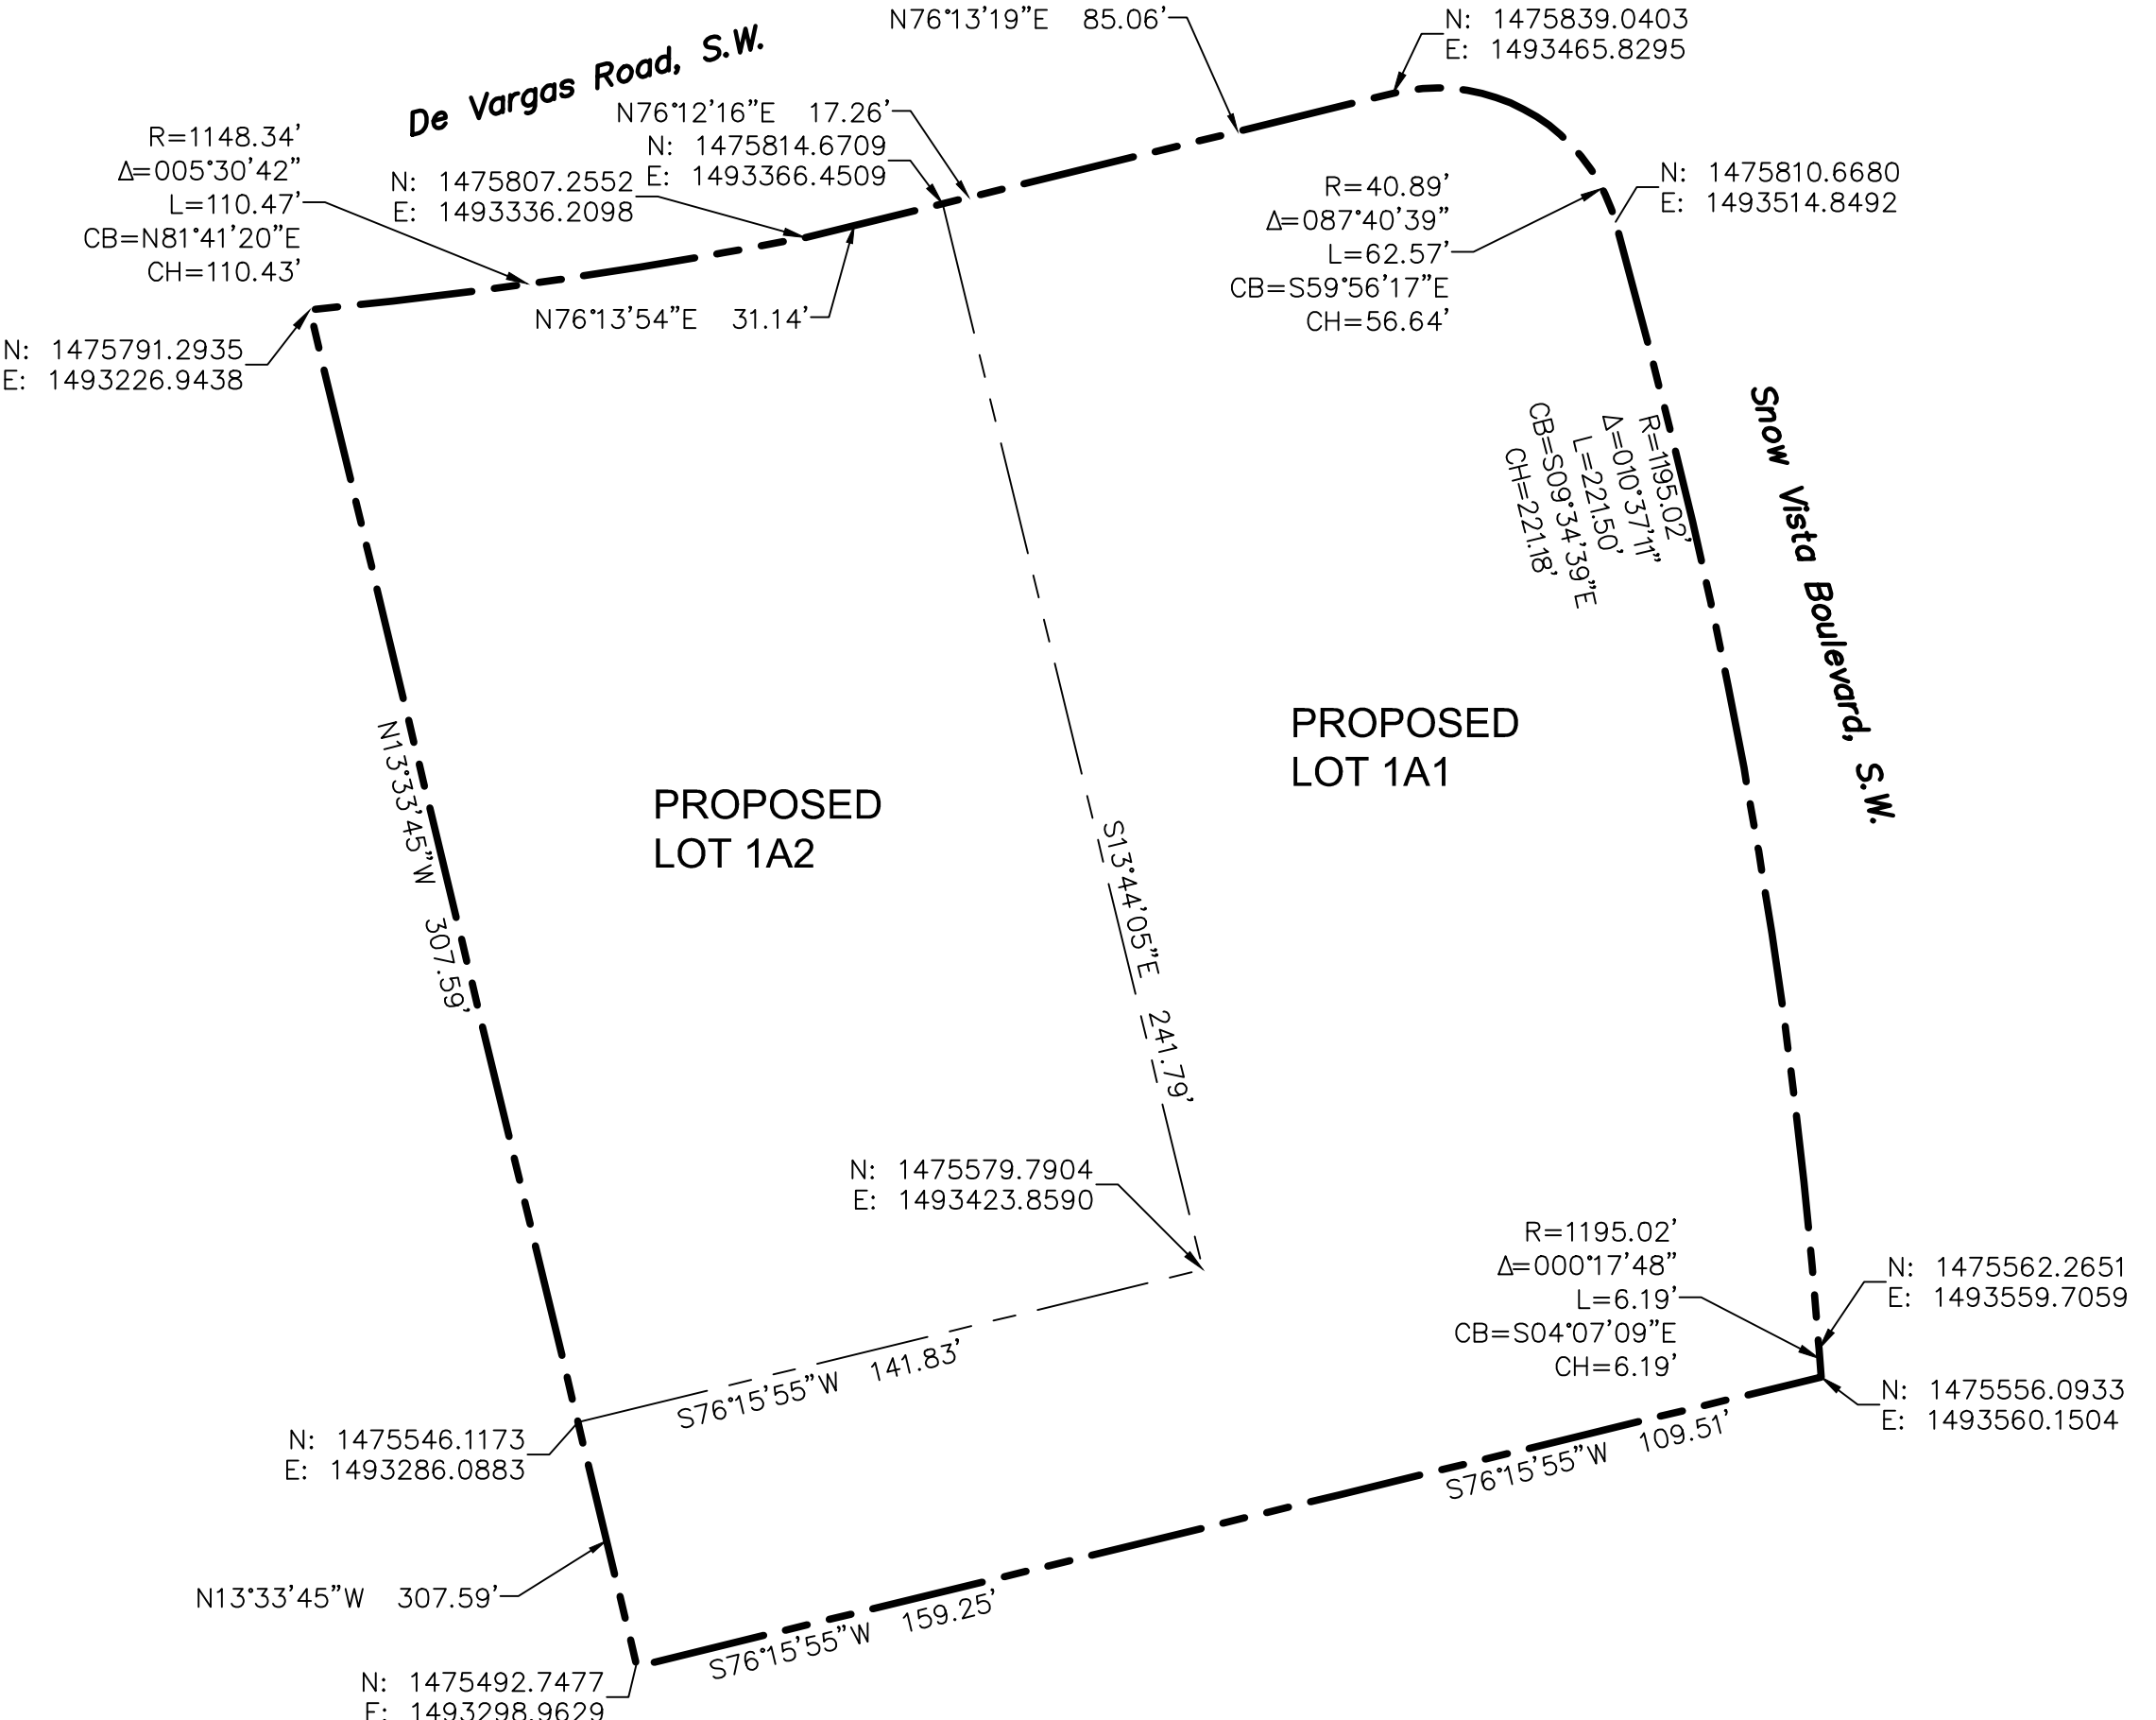 N76°13'19"E 85.06'
N: 1475839.0403
E: 1493465.8295
De Vargas Road, S.W.
N76°12'16"E 17.26'
N: 1475814.6709
E: 1493366.4509
R=1148.34'
Δ=005°30'42"
L=110.47'
CB=N81°41'20"E
CH=110.43'
N: 1475807.2552
E: 1493336.2098
N: 1475810.6680
E: 1493514.8492
R=40.89'
Δ=087°40'39"
L=62.57'
CB=S59°56'17"E
CH=56.64'
N76°13'54"E 31.14'
N: 1475791.2935
E: 1493226.9438
R=1195.02'
Δ=010°37'11"
L=221.50'
CB=S09°34'39"E
CH=221.18'
Snow Vista Boulevard, S.W.
PROPOSED
LOT 1A1
PROPOSED
LOT 1A2
N13°33'45"W 307.59'
S13°44'05"E 241.79'
N: 1475579.7904
E: 1493423.8590
R=1195.02'
Δ=000°17'48"
L=6.19'
CB=S04°07'09"E
CH=6.19'
N: 1475562.2651
E: 1493559.7059
S76°15'55"W 141.83'
N: 1475556.0933
E: 1493560.1504
N: 1475546.1173
E: 1493286.0883
S76°15'55"W 109.51'
N13°33'45"W 307.59'
S76°15'55"W 159.25'
N: 1475492.7477
E: 1493298.9629